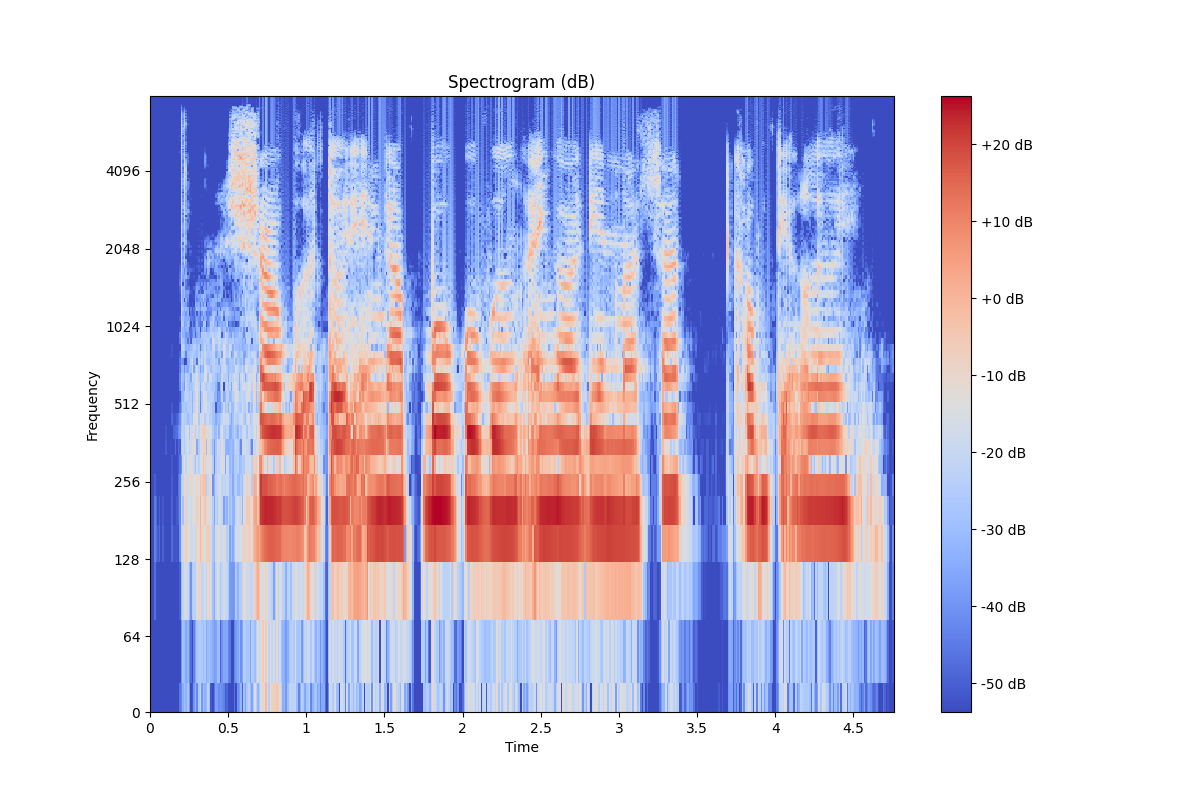 Spectrogram (dB)
Frequency
4096
2048
1024
512
256
128
64
0
0 0.5 1 1.5 2 2.5 3 3.5 4 4.5
Time
+20 dB
+10 dB
+0 dB
-10 dB
-20 dB
-30 dB
-40 dB
-50 dB